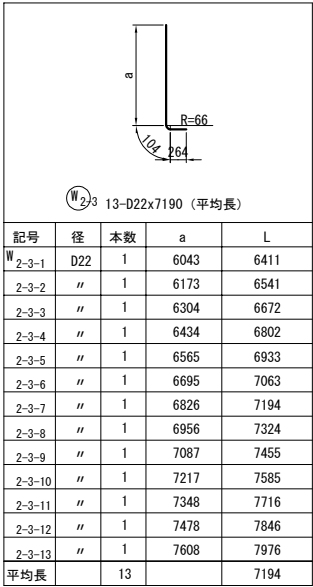 a
R=66
104
264
W2-3 13-D22x7190 (平均長)
記号 径 本数 a L
W2-3-1 D22 1 6043 6411
2-3-2 〃 1 6173 6541
2-3-3 〃 1 6304 6672
2-3-4 〃 1 6434 6802
2-3-5 〃 1 6565 6933
2-3-6 〃 1 6695 7063
2-3-7 〃 1 6826 7194
2-3-8 〃 1 6956 7324
2-3-9 〃 1 7087 7455
2-3-10 〃 1 7217 7585
2-3-11 〃 1 7348 7716
2-3-12 〃 1 7478 7846
2-3-13 〃 1 7608 7976
平均長 13 7194